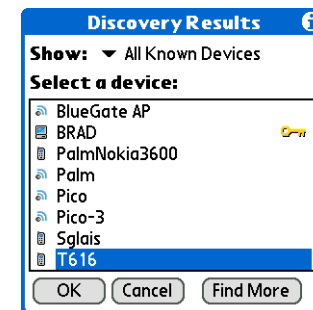 Discovery Results
Show: All Known Devices
Select a device:
BlueGate AP
BRAD
PalmNokia3600
Palm
Pico
Pico-3
Sglais
T616
OK Cancel Find More